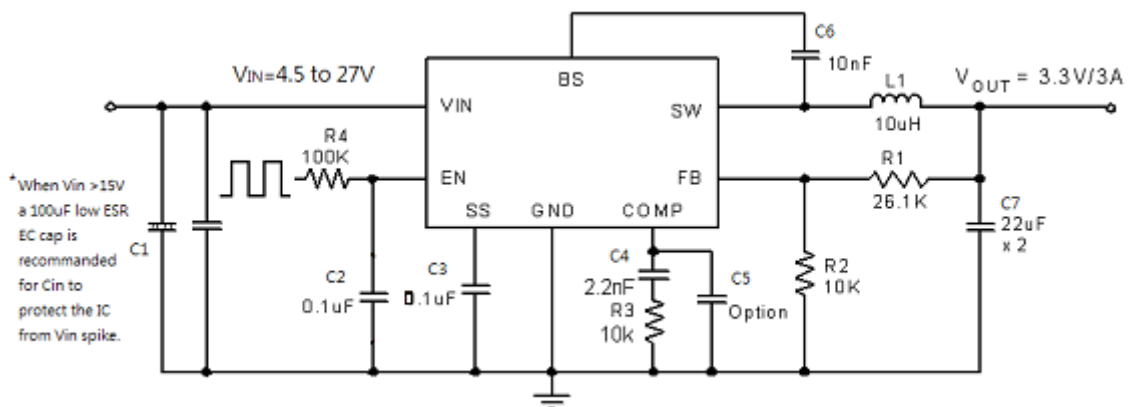 C6
10nF
VIN=4.5 to 27V
BS
L1
VOUT = 3.3V/3A
VIN
SW
10uH
R4
100K
R1
EN
FB
26.1K
*When Vin >15V
a 100uF low ESR
EC cap is
recommanded
for Cin to
protect the IC
from Vin spike.
C1
SS
GND
COMP
C7
22uF
x 2
C2
0.1uF
C3
0.1uF
C4
2.2nF
R3
10k
C5
Option
R2
10K